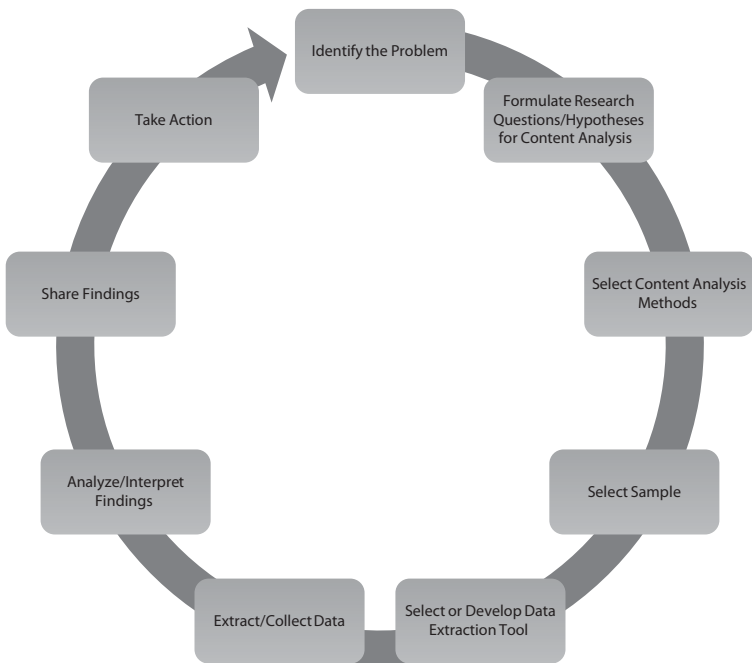 Identify the Problem
Formulate Research
Questions/Hypotheses
for Content Analysis
Select Content Analysis
Methods
Select Sample
Select or Develop Data
Extraction Tool
Extract/Collect Data
Analyze/Interpret
Findings
Share Findings
Take Action